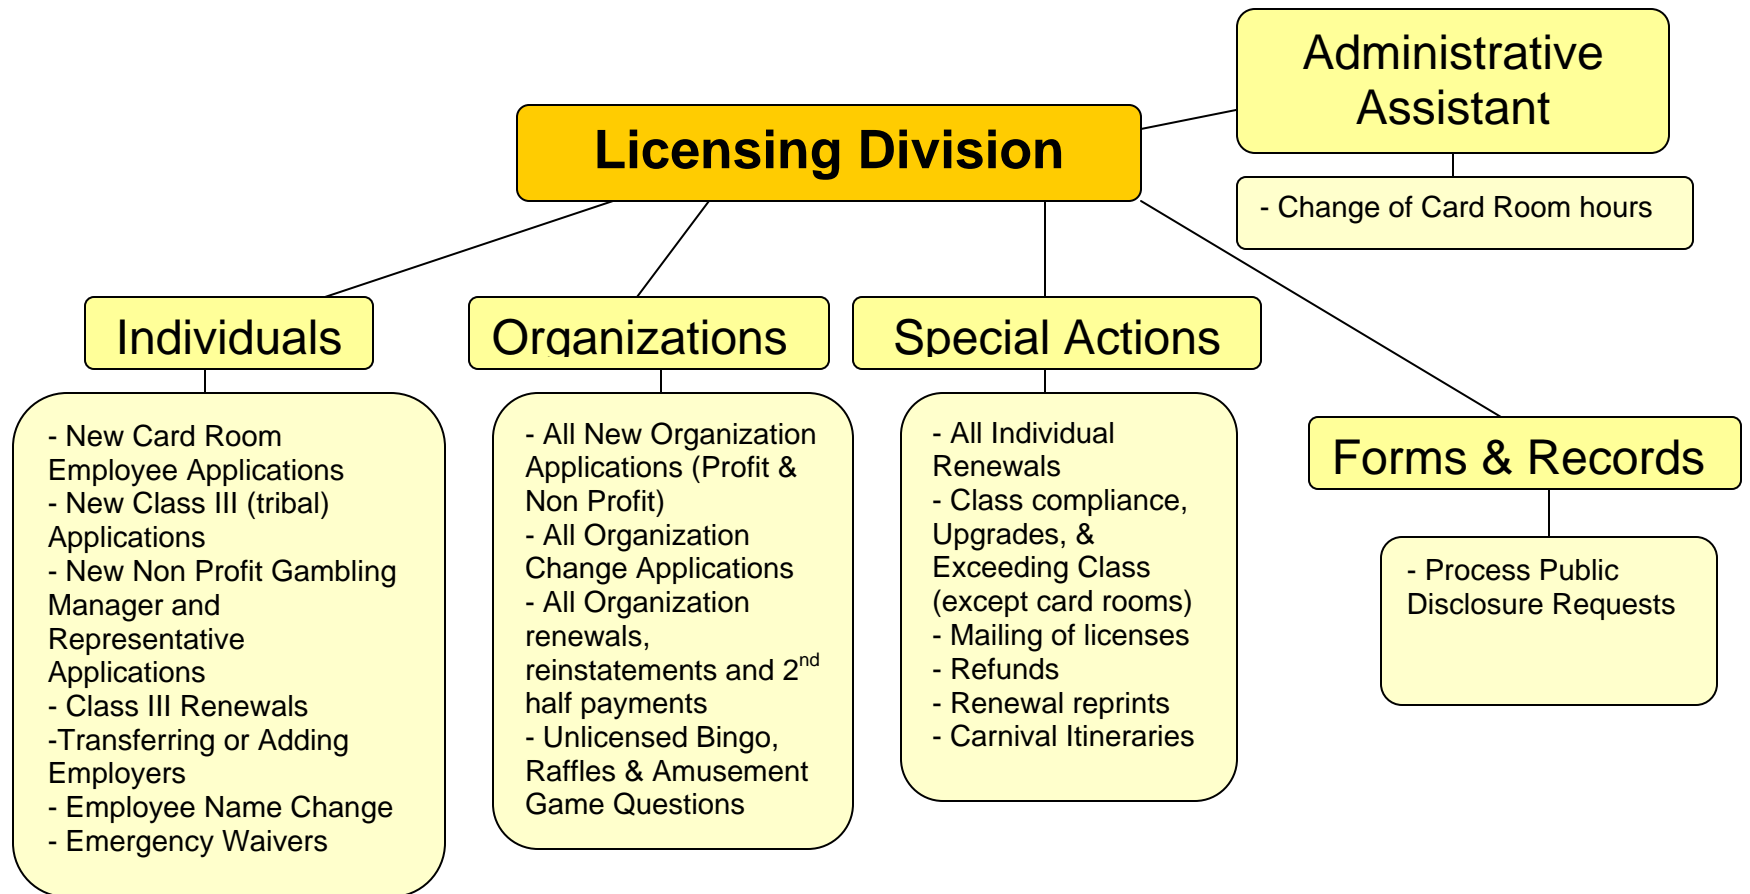 Administrative
Assistant
Licensing Division
- Change of Card Room hours
Individuals
Organizations
Special Actions
Forms & Records
- New Card Room
Employee Applications
- New Class III (tribal)
Applications
- New Non Profit Gambling
Manager and
Representative
Applications
- Class III Renewals
-Transferring or Adding
Employers
- Employee Name Change
- Emergency Waivers
- All New Organization
Applications (Profit &
Non Profit)
- All Organization
Change Applications
- All Organization
renewals,
reinstatements and 2nd
half payments
- Unlicensed Bingo,
Raffles & Amusement
Game Questions
- All Individual
Renewals
- Class compliance,
Upgrades, &
Exceeding Class
(except card rooms)
- Mailing of licenses
- Refunds
- Renewal reprints
- Carnival Itineraries
- Process Public
Disclosure Requests